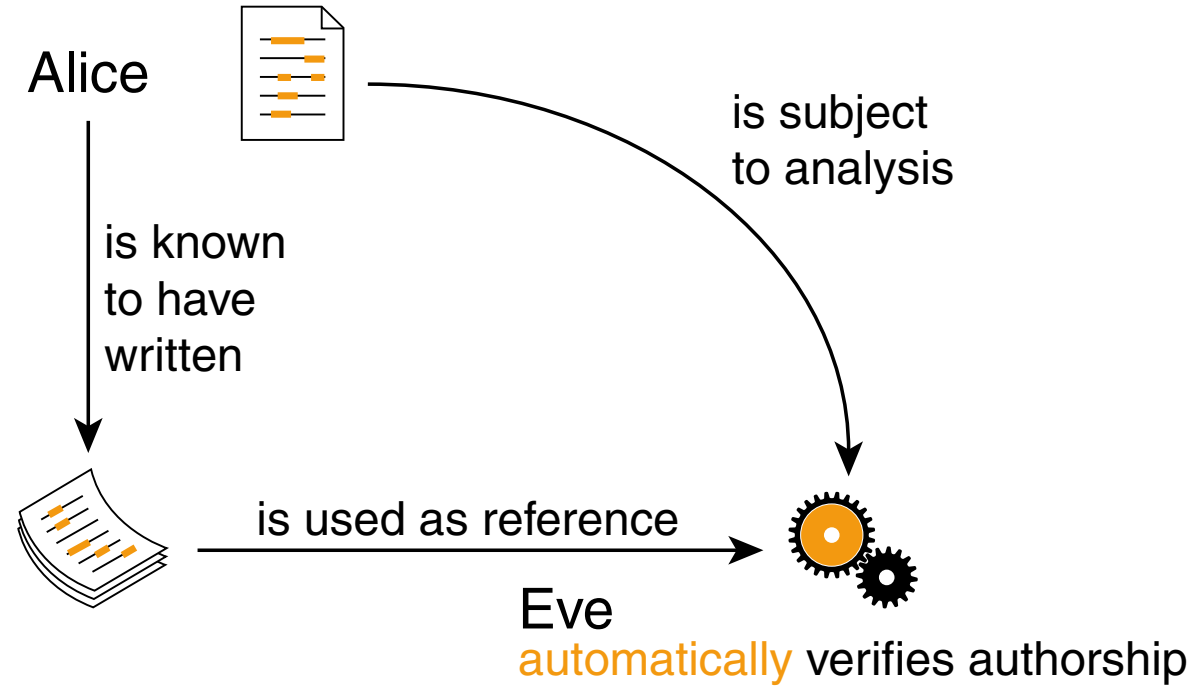 Alice
is subject
to analysis
is known
to have
written
is used as reference
Eve
automatically verifies authorship